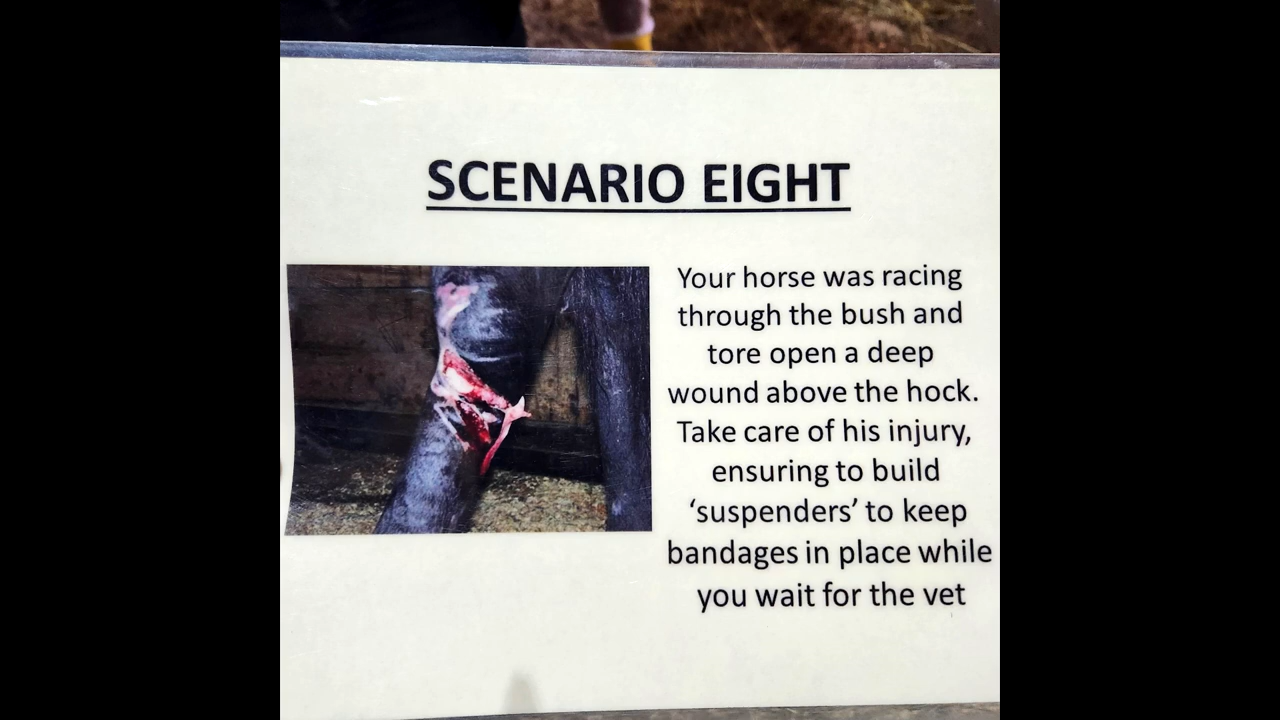 SCENARIO EIGHT
Your horse was racing
through the bush and
tore open a deep
wound above the hock.
Take care of his injury,
ensuring to build
‘suspenders’ to keep
bandages in place while
you wait for the vet